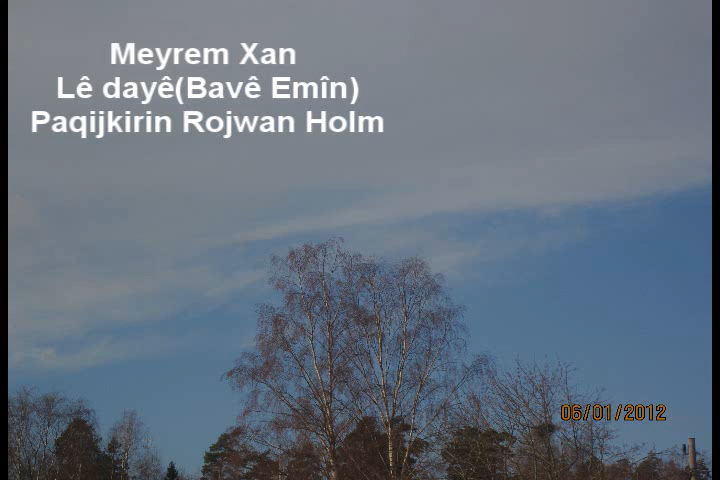 Meyrem Xan
Lê dayê(Bavê Emîn)
Paqijkirin Rojwan Holm
06/01/2012